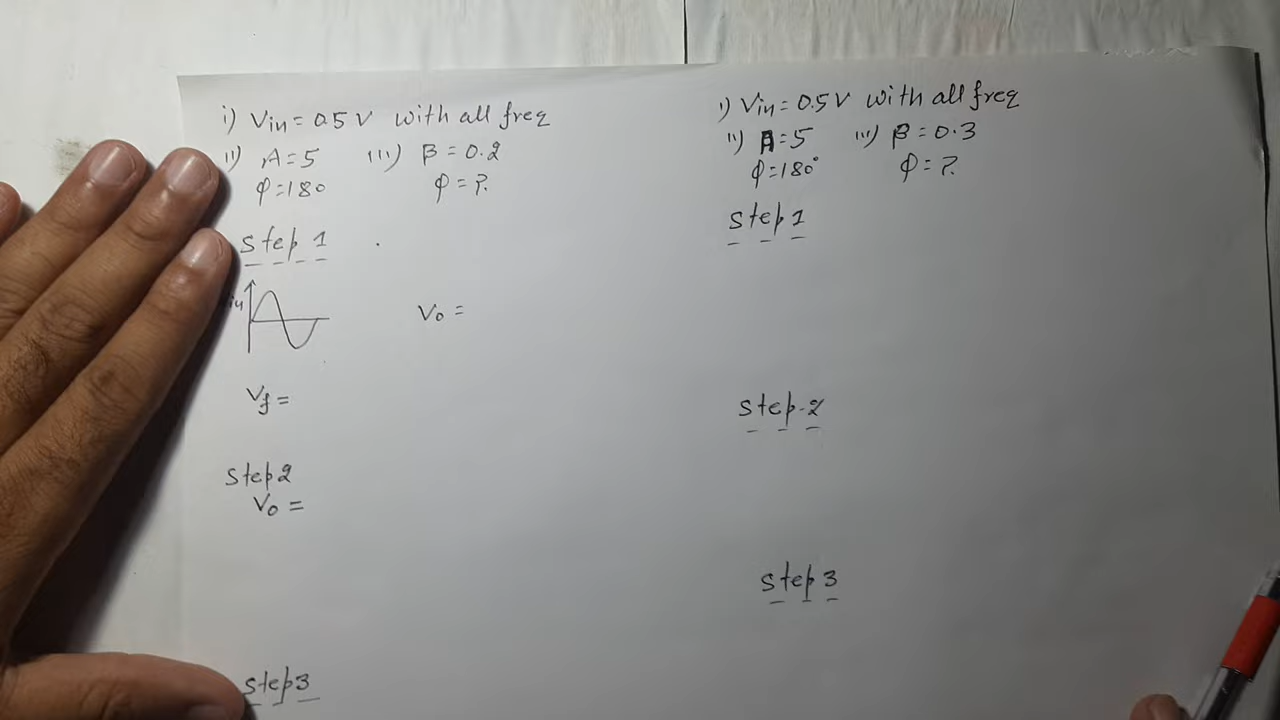 i) Vin = 0.5 V with all freq
ii) A = 5 iii) β = 0.2
φ = 180 φ = ?
Step 1
Vo =
Vf =
Step 2
Vo =
Step 3
i) Vin = 0.5 V with all freq
ii) A = 5 iii) β = 0.3
φ = 180° φ = ?
Step 1
Step-2
Step 3